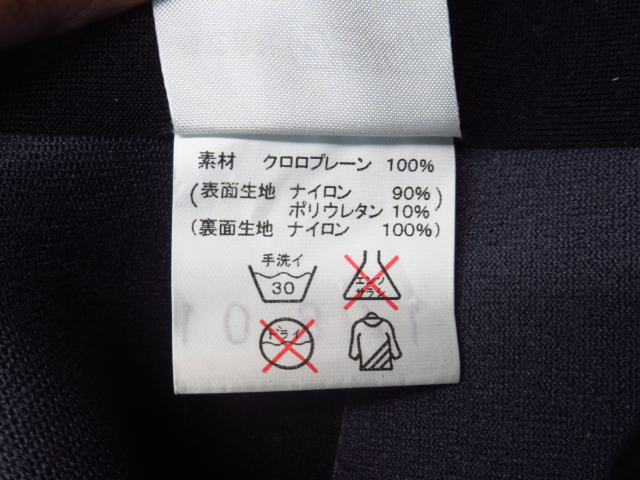 素材 クロロプレーン 100%
(表面生地 ナイロン 90%
ポリウレタン 10%)
(裏面生地 ナイロン 100%)
手洗イ
30
エンソ
サラシ
ドライ